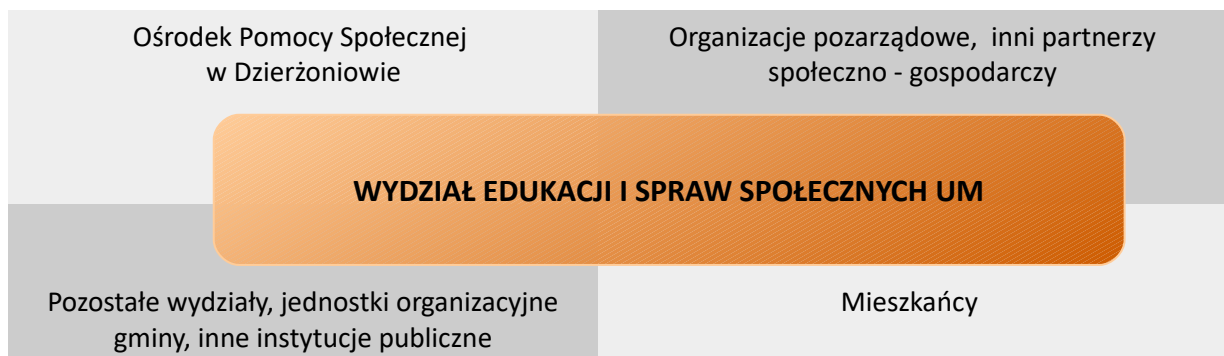 Ośrodek Pomocy Społecznej
w Dzierżoniowie
Organizacje pozarządowe, inni partnerzy
społeczno - gospodarczy
WYDZIAŁ EDUKACJI I SPRAW SPOŁECZNYCH UM
Pozostałe wydziały, jednostki organizacyjne
gminy, inne instytucje publiczne
Mieszkańcy